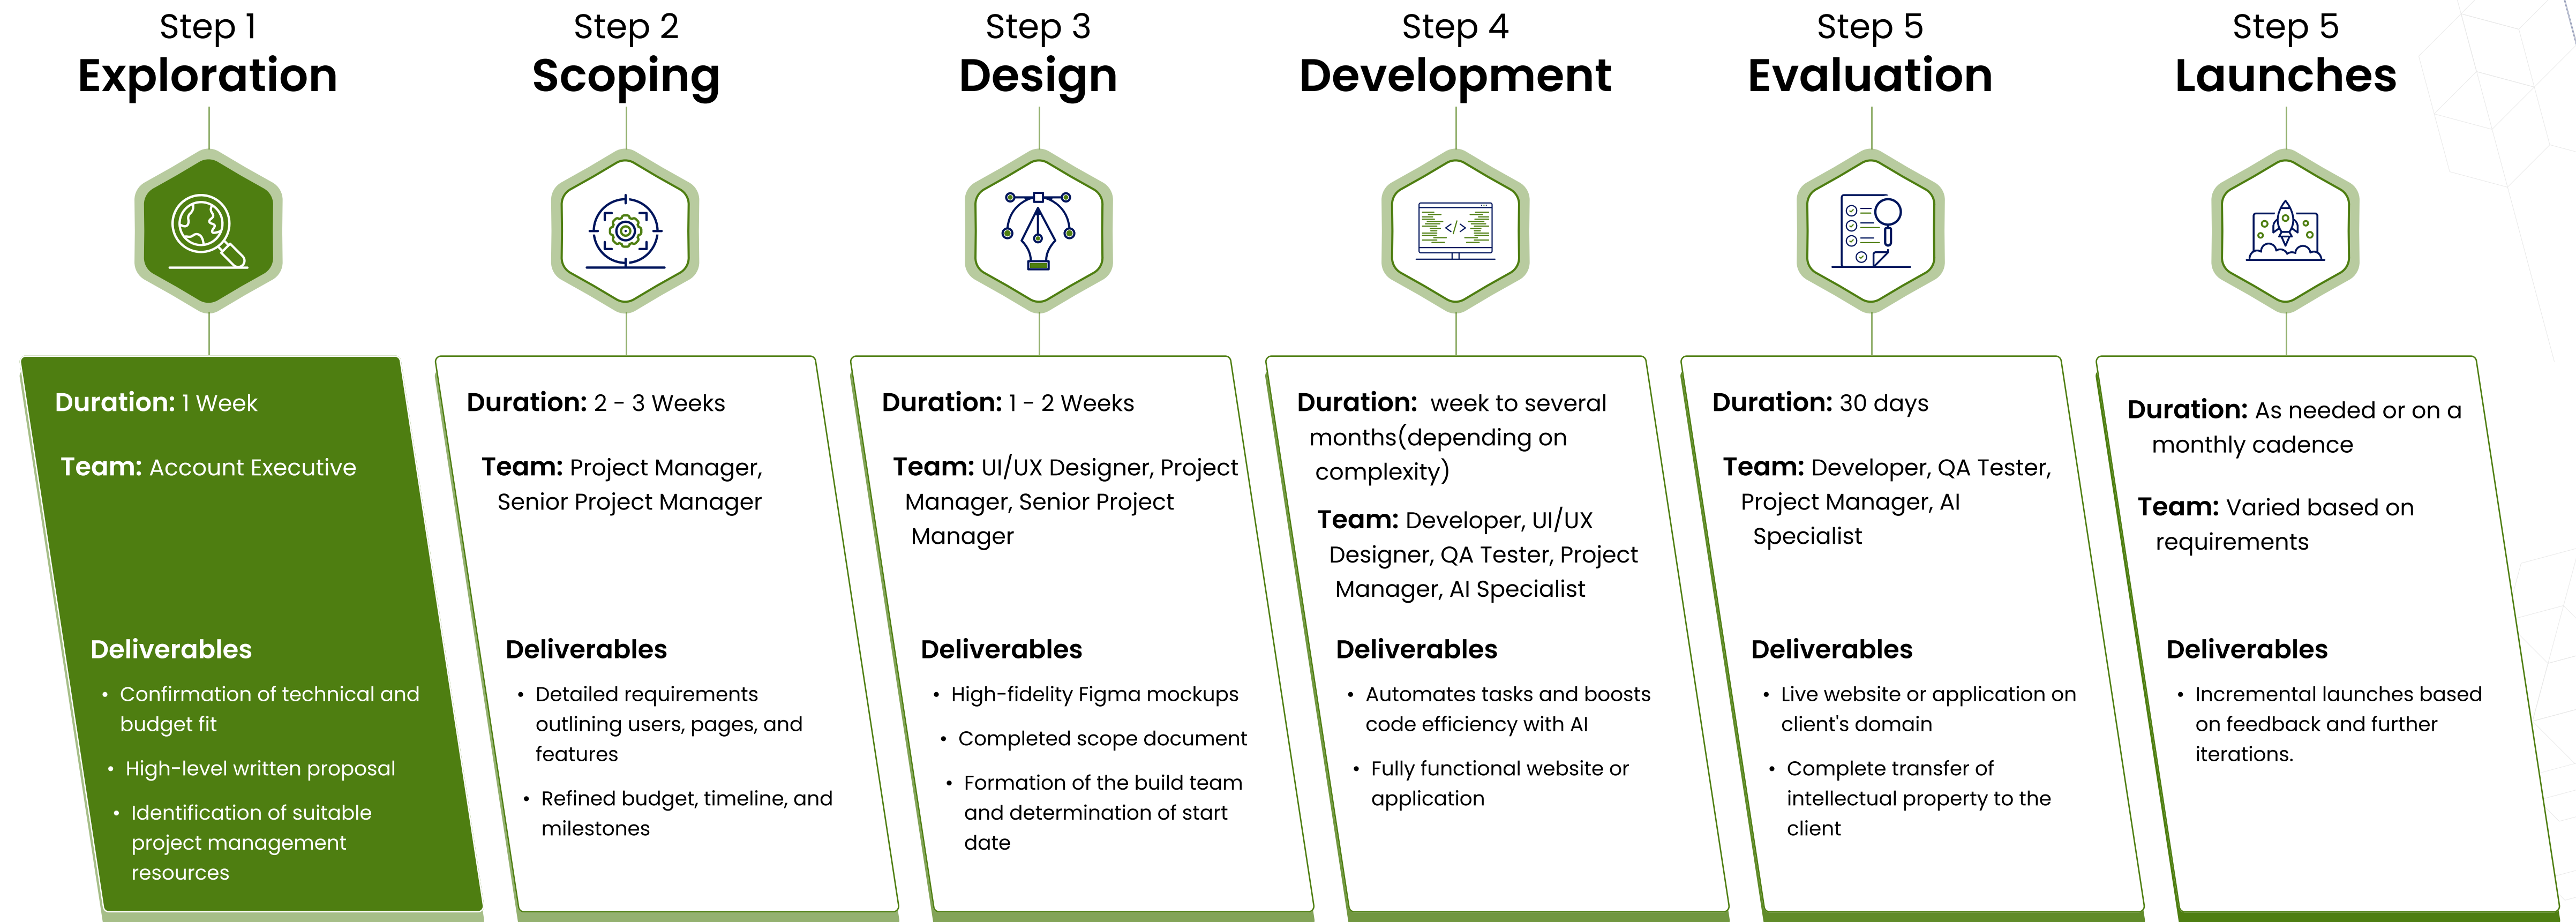 Step 1
Exploration
Duration: 1 Week
Team: Account Executive
Deliverables
• Confirmation of technical and
budget fit
• High-level written proposal
• Identification of suitable
project management
resources
Step 2
Scoping
Duration: 2 - 3 Weeks
Team: Project Manager,
Senior Project Manager
Deliverables
• Detailed requirements
outlining users, pages, and
features
• Refined budget, timeline, and
milestones
Step 3
Design
Duration: 1 - 2 Weeks
Team: UI/UX Designer, Project
Manager, Senior Project
Manager
Deliverables
• High-fidelity Figma mockups
• Completed scope document
• Formation of the build team
and determination of start
date
Step 4
Development
</>
Duration: week to several
months(depending on
complexity)
Team: Developer, UI/UX
Designer, QA Tester, Project
Manager, AI Specialist
Deliverables
• Automates tasks and boosts
code efficiency with AI
• Fully functional website or
application
Step 5
Evaluation
Duration: 30 days
Team: Developer, QA Tester,
Project Manager, AI
Specialist
Deliverables
• Live website or application on
client's domain
• Complete transfer of
intellectual property to the
client
Step 5
Launches
Duration: As needed or on a
monthly cadence
Team: Varied based on
requirements
Deliverables
• Incremental launches based
on feedback and further
iterations.